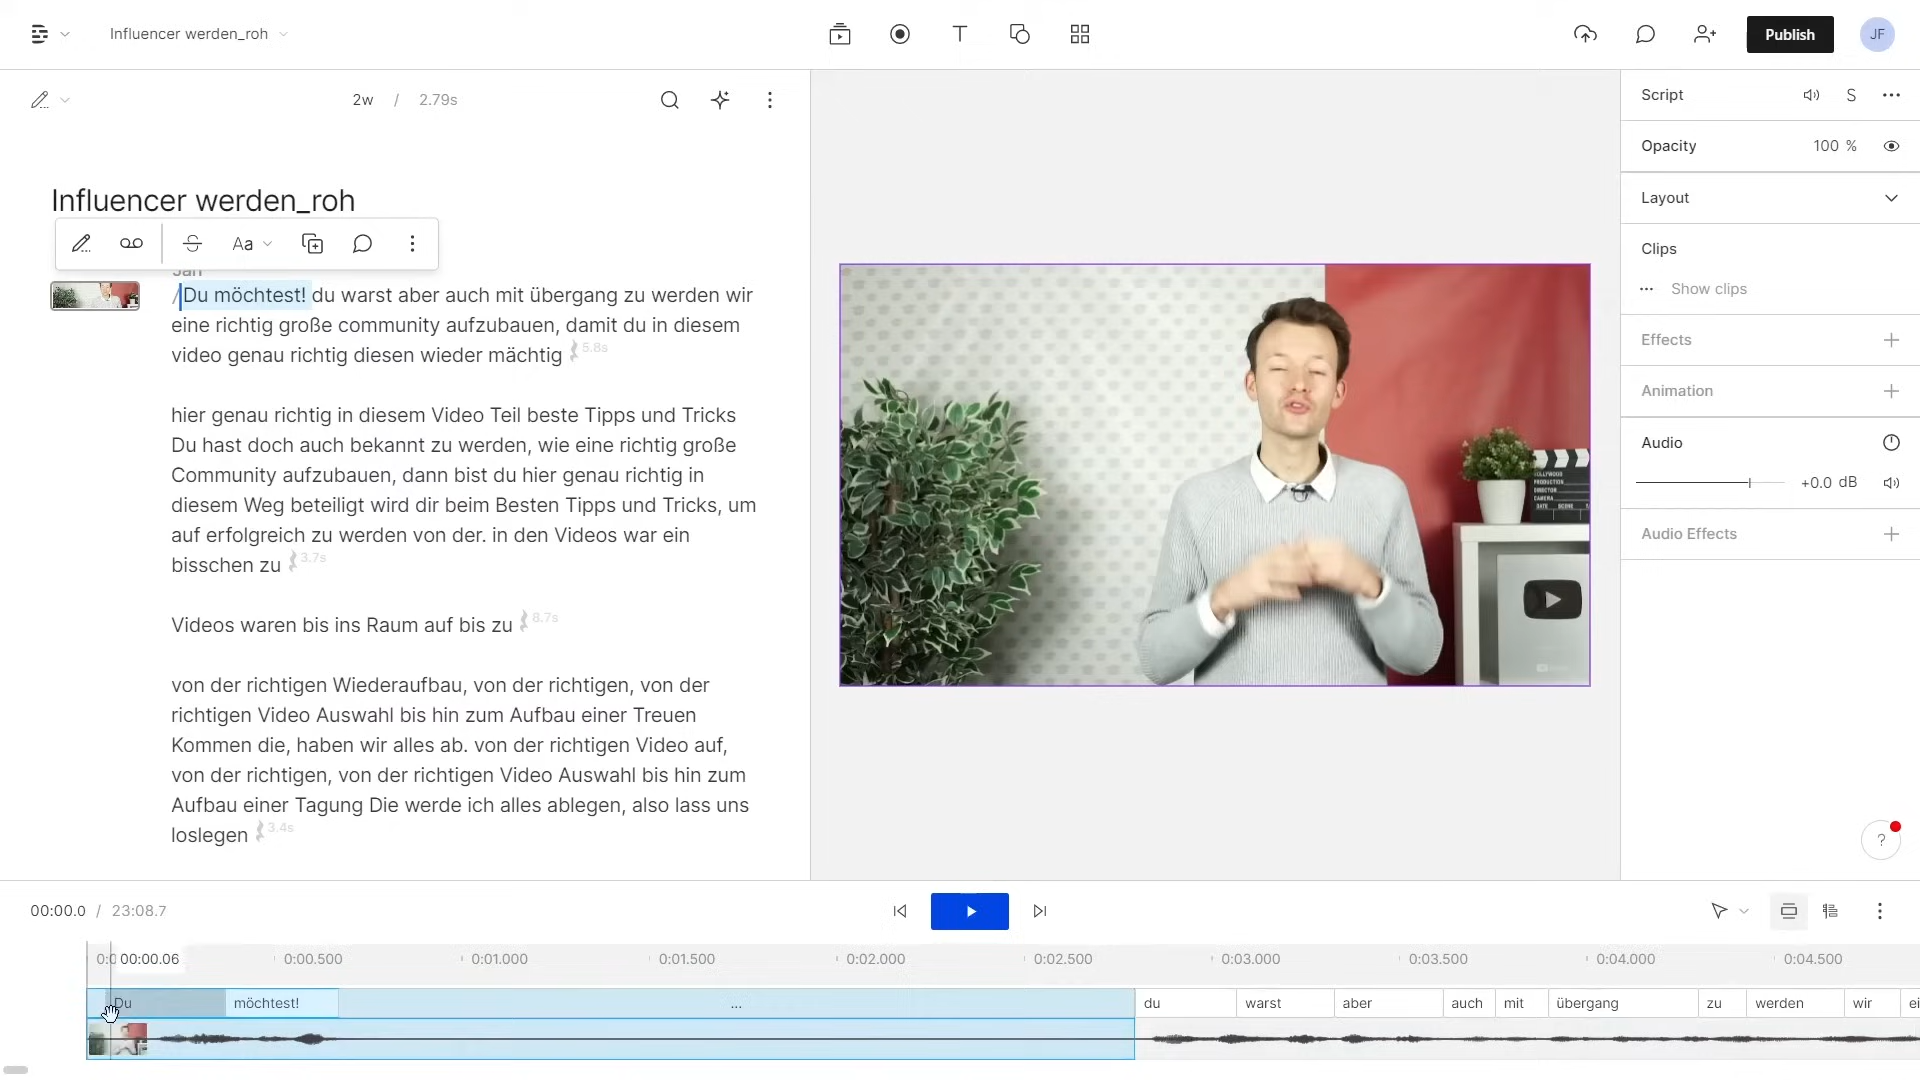 Influencer werden_roh
Publish
JF
2w / 2.79s
Script
S
Opacity
100 %
Layout
Clips
Show clips
Effects
Animation
Audio
+0.0 dB
Audio Effects
?
Influencer werden_roh
Aa
Jan
/Du möchtest! du warst aber auch mit übergang zu werden wir
eine richtig große community aufzubauen, damit du in diesem
video genau richtig diesen wieder mächtig 5.8s
hier genau richtig in diesem Video Teil beste Tipps und Tricks
Du hast doch auch bekannt zu werden, wie eine richtig große
Community aufzubauen, dann bist du hier genau richtig in
diesem Weg beteiligt wird dir beim Besten Tipps und Tricks, um
auf erfolgreich zu werden von der. in den Videos war ein
bisschen zu 3.7s
Videos waren bis ins Raum auf bis zu 8.7s
von der richtigen Wiederaufbau, von der richtigen, von der
richtigen Video Auswahl bis hin zum Aufbau einer Treuen
Kommen die, haben wir alles ab. von der richtigen Video auf,
von der richtigen, von der richtigen Video Auswahl bis hin zum
Aufbau einer Tagung Die werde ich alles ablegen, also lass uns
loslegen 3.4s
00:00.0 / 23:08.7
00:00.06 0:00.500 0:01.000 0:01.500 0:02.000 0:02.500 0:03.000 0:03.500 0:04.000 0:04.500
Du möchtest! ... du warst aber auch mit übergang zu werden wir ei